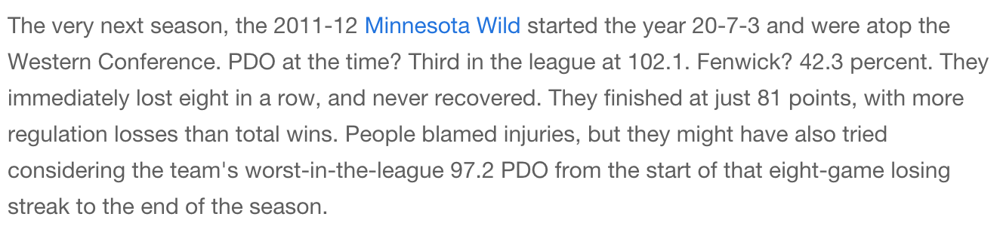 The very next season, the 2011-12 Minnesota Wild started the year 20-7-3 and were atop the
Western Conference. PDO at the time? Third in the league at 102.1. Fenwick? 42.3 percent. They
immediately lost eight in a row, and never recovered. They finished at just 81 points, with more
regulation losses than total wins. People blamed injuries, but they might have also tried
considering the team's worst-in-the-league 97.2 PDO from the start of that eight-game losing
streak to the end of the season.